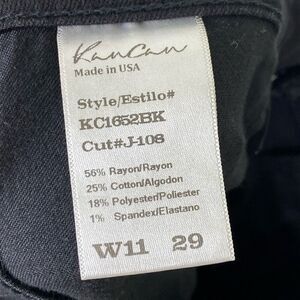 KanCan
Made in USA
Style/Estilo#
KC1652BK
Cut#J-108
56% Rayon/Rayon
25% Cotton/Algodon
18% Polyester/Poliester
1% Spandex/Elastano
W11 29